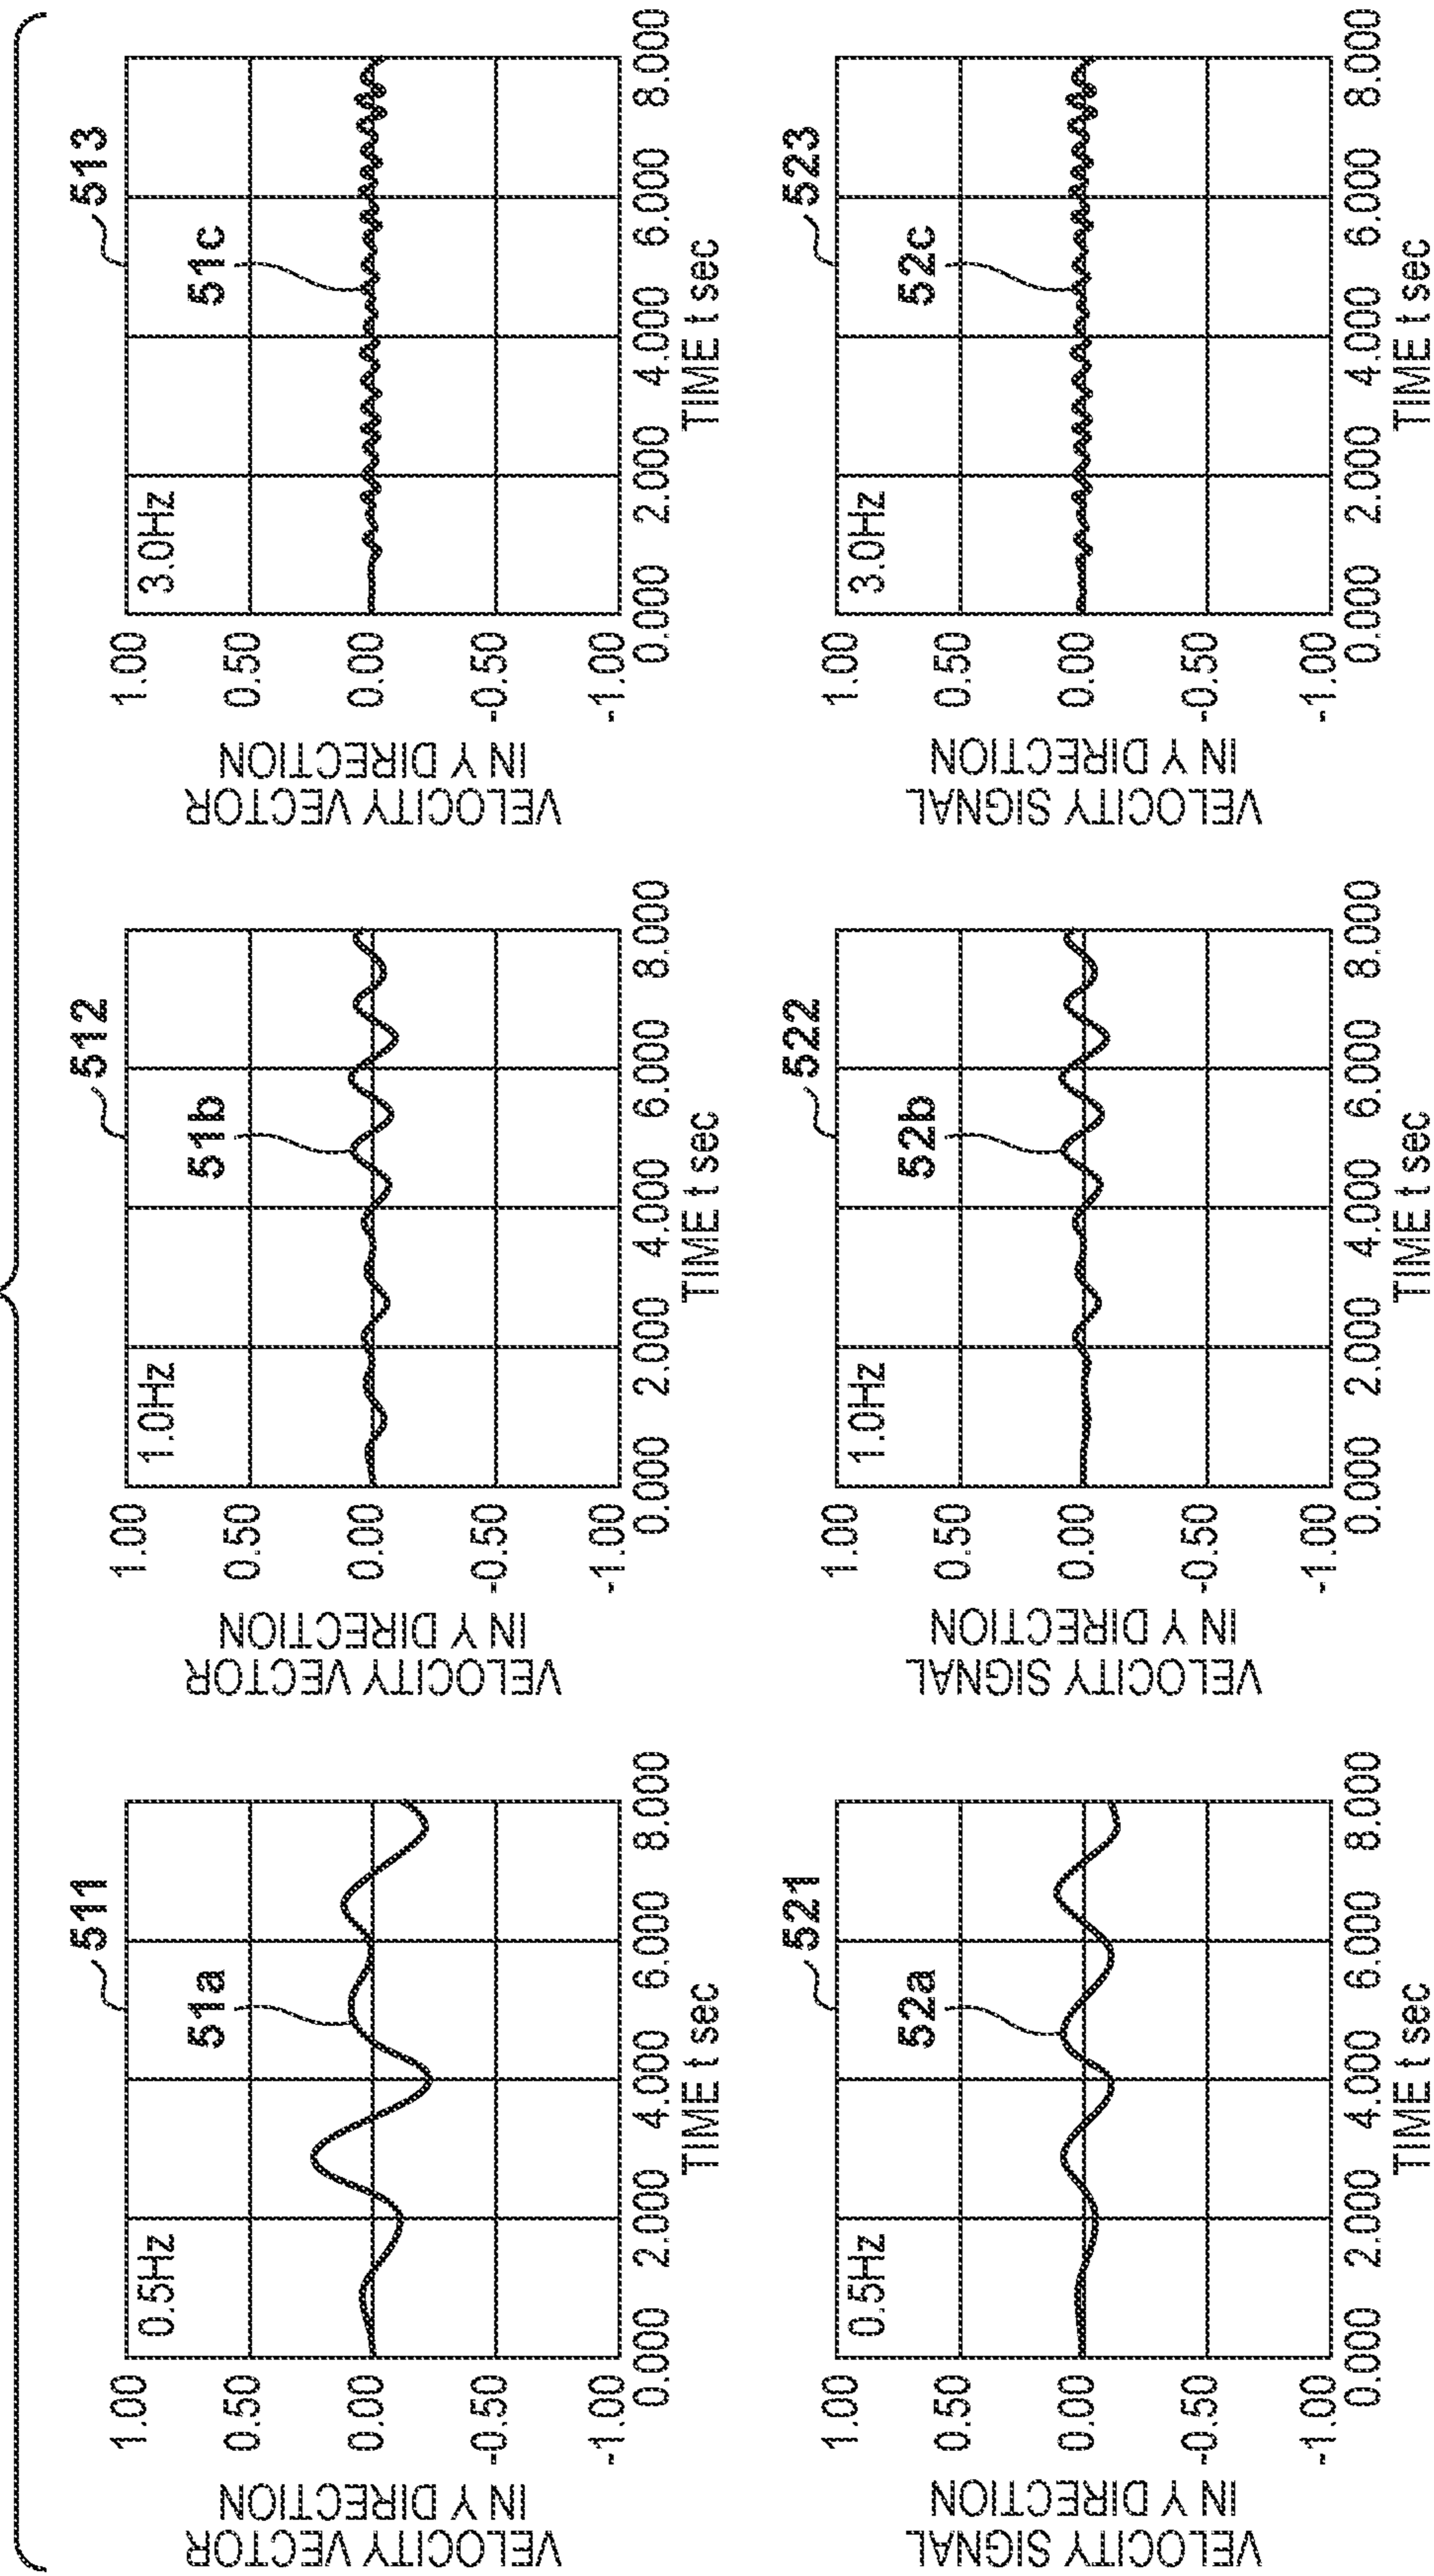 511
51a
0.5Hz
1.00
0.50
0.00
-0.50
-1.00
VELOCITY VECTOR
IN Y DIRECTION
0.000 2.000 4.000 6.000 8.000
TIME t sec
512
51b
1.0Hz
1.00
0.50
0.00
-0.50
-1.00
VELOCITY VECTOR
IN Y DIRECTION
0.000 2.000 4.000 6.000 8.000
TIME t sec
513
51c
3.0Hz
1.00
0.50
0.00
-0.50
-1.00
VELOCITY VECTOR
IN Y DIRECTION
0.000 2.000 4.000 6.000 8.000
TIME t sec
521
52a
0.5Hz
1.00
0.50
0.00
-0.50
-1.00
VELOCITY SIGNAL
IN Y DIRECTION
0.000 2.000 4.000 6.000 8.000
TIME t sec
522
52b
1.0Hz
1.00
0.50
0.00
-0.50
-1.00
VELOCITY SIGNAL
IN Y DIRECTION
0.000 2.000 4.000 6.000 8.000
TIME t sec
523
52c
3.0Hz
1.00
0.50
0.00
-0.50
-1.00
VELOCITY SIGNAL
IN Y DIRECTION
0.000 2.000 4.000 6.000 8.000
TIME t sec